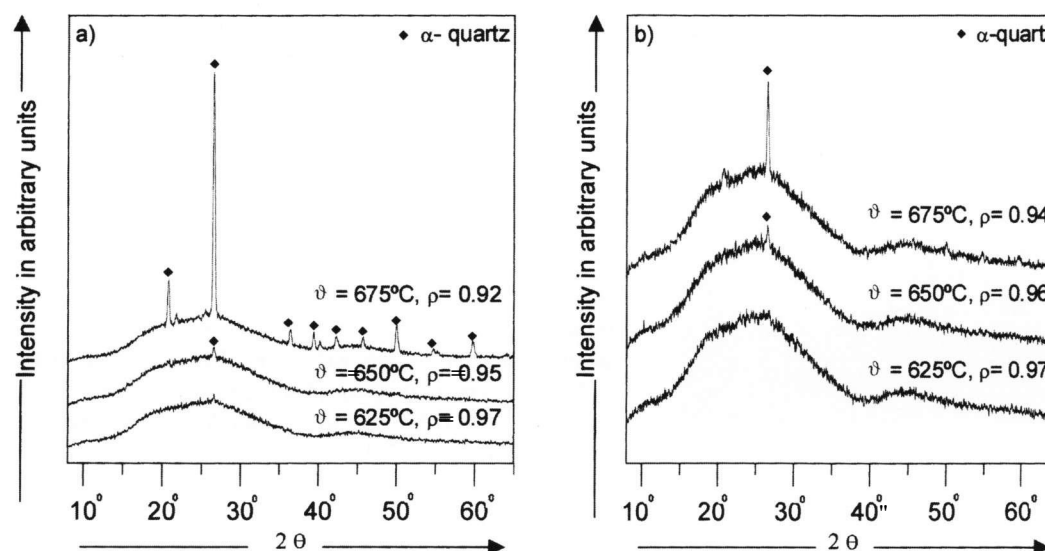 a)
◆ α- quartz
Intensity in arbitrary units
ϑ = 675ºC, ρ= 0.92
ϑ = 650ºC, ρ= 0.95
ϑ = 625ºC, ρ= 0.97
10° 20° 30° 40° 50° 60°
2 θ
b)
◆ α-quart
Intensity in arbitrary units
ϑ = 675ºC, ρ= 0.94
ϑ = 650ºC, ρ= 0.96
ϑ = 625ºC, ρ= 0.97
10° 20° 30° 40" 50° 60°
2 θ